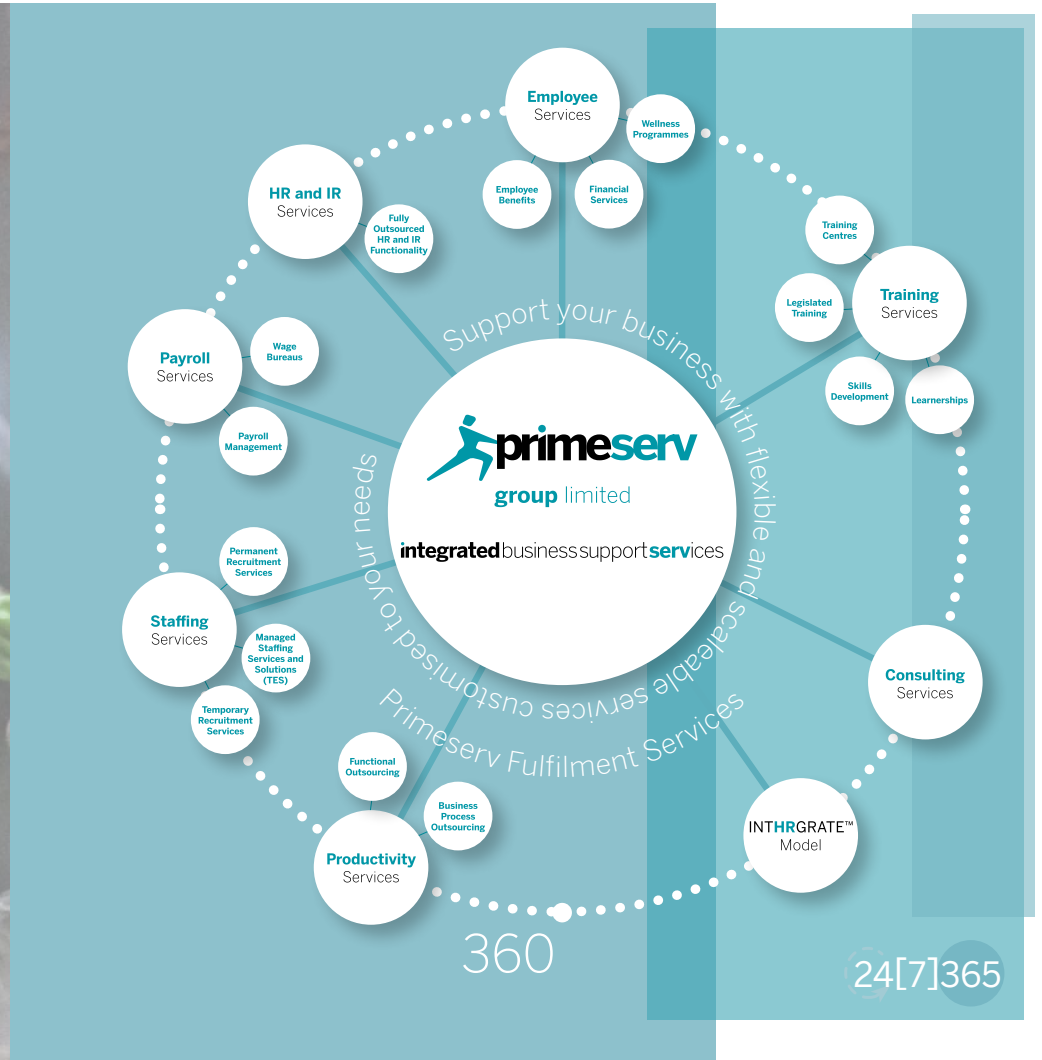 Employee
Services
Wellness
Programmes
Employee
Benefits
Financial
Services
HR and IR
Services
Fully
Outsourced
HR and IR
Functionality
Training
Centres
Legislated
Training
Training
Services
Skills
Development
Learnerships
Payroll
Services
Wage
Bureaus
Payroll
Management
Support your business with flexible and scaleable services customised to your needs
primeserv
group limited
integratedbusinesssupportservices
Permanent
Recruitment
Services
Staffing
Services
Managed
Staffing
Services and
Solutions
(TES)
Temporary
Recruitment
Services
Consulting
Services
Primeserv Fulfilment Services
Functional
Outsourcing
Business
Process
Outsourcing
Productivity
Services
INTHRGRATE™
Model
360
24[7]365